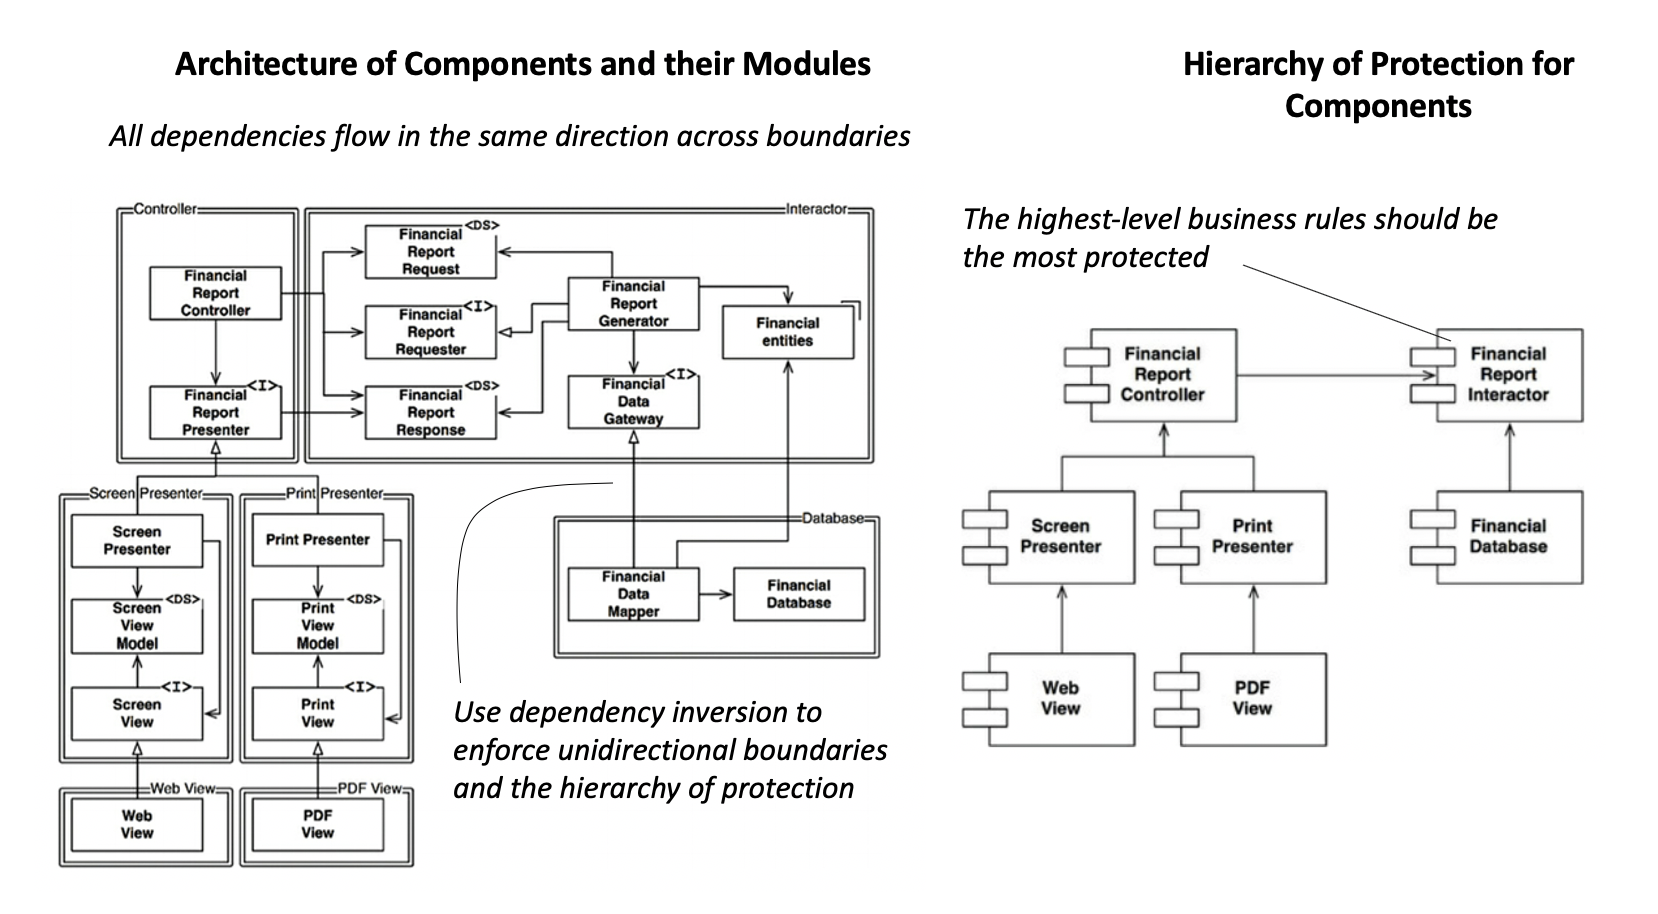 Architecture of Components and their Modules
All dependencies flow in the same direction across boundaries
Controller
Interactor
Financial
Report
Controller
<I>
Financial
Report
Presenter
<DS>
Financial
Report
Request
<I>
Financial
Report
Requester
<DS>
Financial
Report
Response
Financial
Report
Generator
<I>
Financial
Data
Gateway
Financial
entities
Screen Presenter
Screen
Presenter
<DS>
Screen
View
Model
<I>
Screen
View
Print Presenter
Print Presenter
<DS>
Print
View
Model
<I>
Print
View
Web View
Web
View
PDF View
PDF
View
Database
Financial
Data
Mapper
Financial
Database
Use dependency inversion to
enforce unidirectional boundaries
and the hierarchy of protection
Hierarchy of Protection for
Components
The highest-level business rules should be
the most protected
Financial
Report
Controller
Financial
Report
Interactor
Screen
Presenter
Print
Presenter
Financial
Database
Web
View
PDF
View